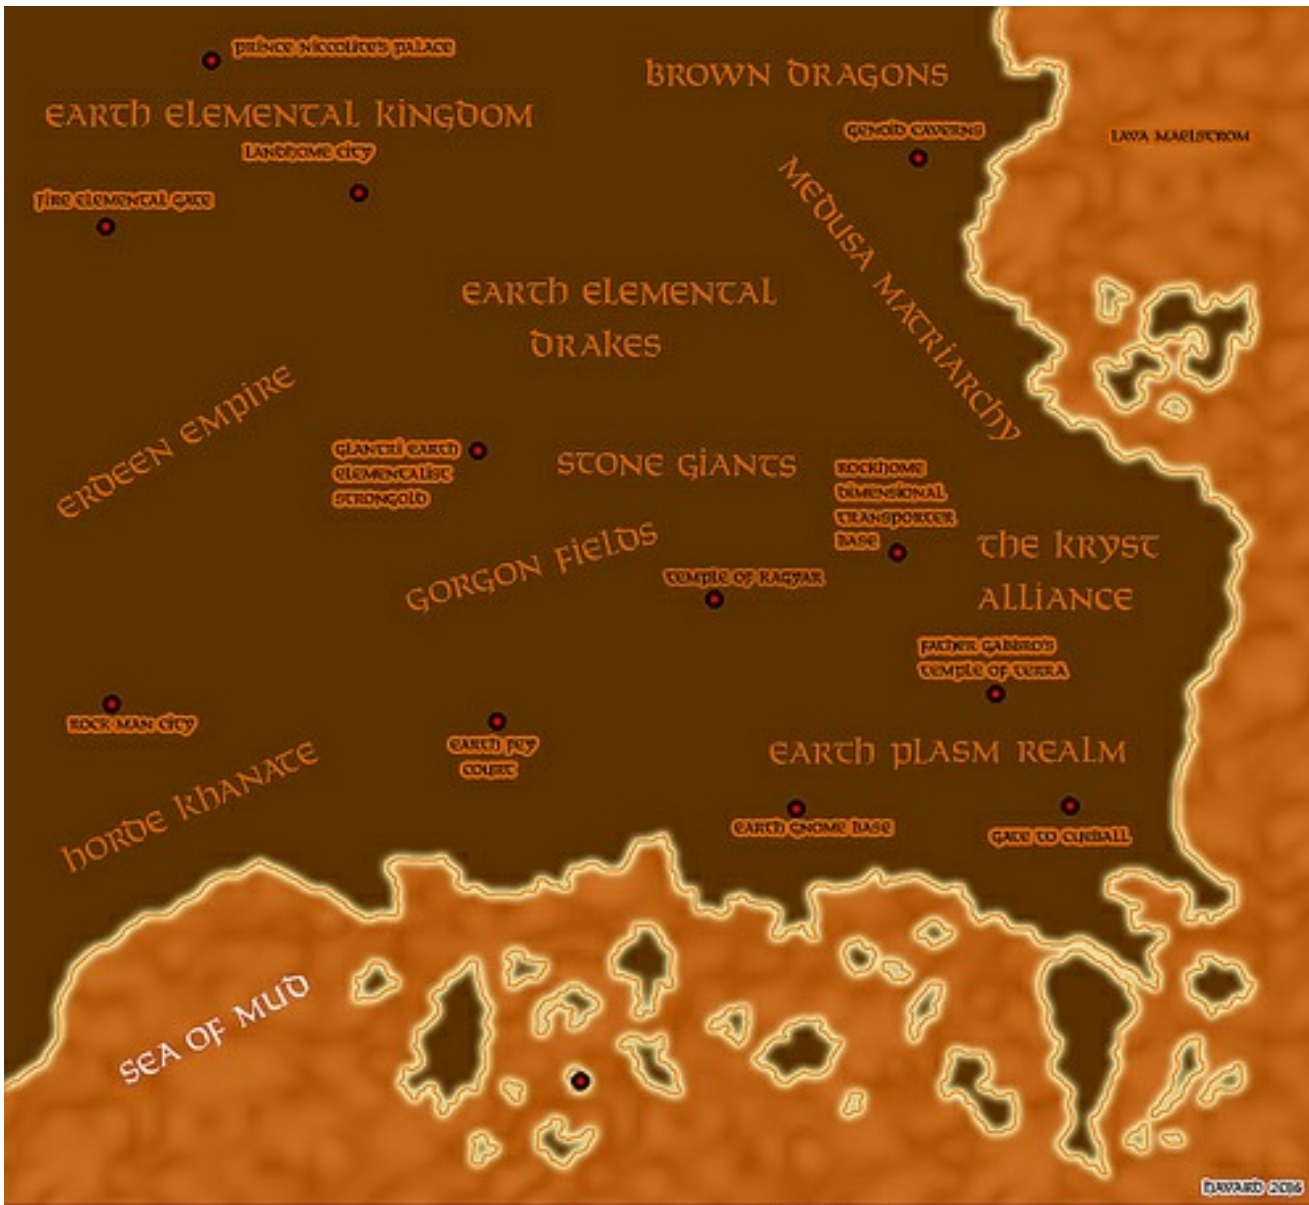 PRINCE NICCOLITE'S PALACE
BROWN DRAGONS
EARTH ELEMENTAL KINGDOM
GENOID CAVERNS
LAVA MAELSTROM
LANDHOME CITY
FIRE ELEMENTAL GATE
MEDUSA MATRIARCHY
EARTH ELEMENTAL
DRAKES
ERDEEN EMPIRE
GLANTRI EARTH
ELEMENTALIST
STRONGOLD
STONE GIANTS
ROCKHOME
DIMENSIONAL
TRANSPORTER
BASE
GORGON FIELDS
THE KRYST
ALLIANCE
TEMPLE OF KAGYAR
FATHER GABBRO'S
TEMPLE OF TERRA
ROCK MAN CITY
EARTH FEY
COURT
HORDE KHANATE
EARTH PLASM REALM
EARTH GNOME BASE
GATE TO CUEBALL
SEA OF MUD
HAVARD 2016